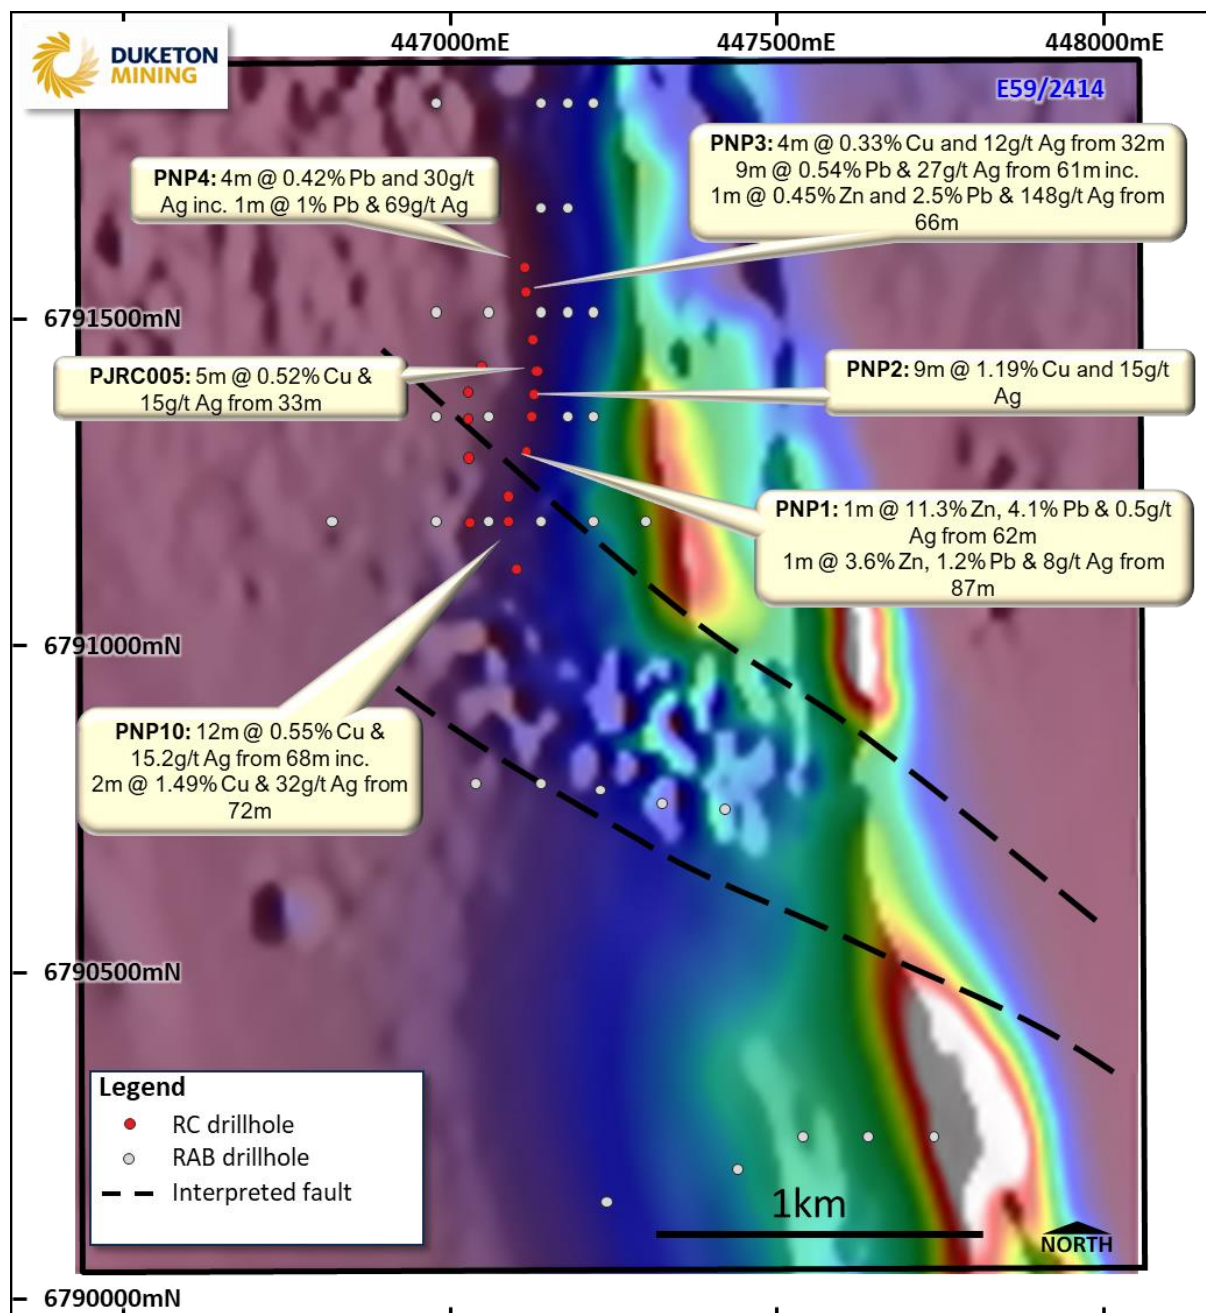 DUKETON
MINING
447000mE
447500mE
448000mE
E59/2414
PNP3: 4m @ 0.33% Cu and 12g/t Ag from 32m
9m @ 0.54% Pb & 27g/t Ag from 61m inc.
1m @ 0.45% Zn and 2.5% Pb & 148g/t Ag from
66m
PNP4: 4m @ 0.42% Pb and 30g/t
Ag inc. 1m @ 1% Pb & 69g/t Ag
6791500mN
PJRC005: 5m @ 0.52% Cu &
15g/t Ag from 33m
PNP2: 9m @ 1.19% Cu and 15g/t
Ag
PNP1: 1m @ 11.3% Zn, 4.1% Pb & 0.5g/t
Ag from 62m
1m @ 3.6% Zn, 1.2% Pb & 8g/t Ag from
87m
6791000mN
PNP10: 12m @ 0.55% Cu &
15.2g/t Ag from 68m inc.
2m @ 1.49% Cu & 32g/t Ag from
72m
6790500mN
Legend
RC drillhole
RAB drillhole
Interpreted fault
1km
NORTH
6790000mN